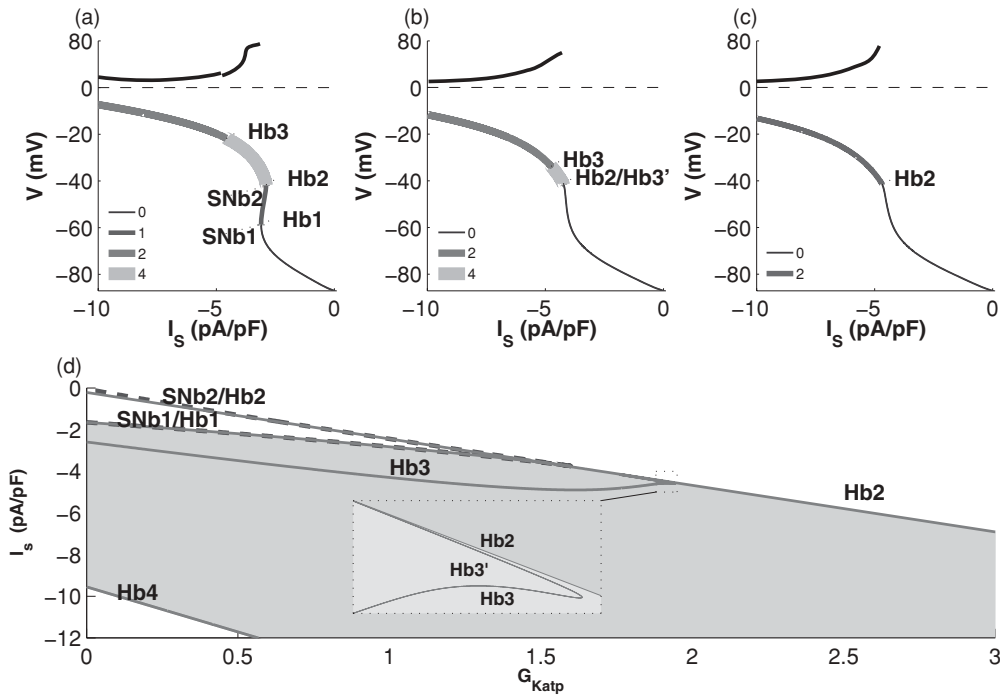 (a)
80
0
−20
−40
−60
−80
V (mV)
Hb3
Hb2
SNb2
Hb1
SNb1
0
1
2
4
−10
−5
0
I_S (pA/pF)
(b)
80
0
−20
−40
−60
−80
V (mV)
Hb3
Hb2/Hb3'
0
2
4
−10
−5
0
I_S (pA/pF)
(c)
80
0
−20
−40
−60
−80
V (mV)
Hb2
0
2
−10
−5
0
I_S (pA/pF)
(d)
0
−2
−4
−6
−8
−10
−12
I_s (pA/pF)
SNb2/Hb2
SNb1/Hb1
Hb3
Hb2
Hb4
Hb2
Hb3'
Hb3
0
0.5
1
1.5
2
2.5
3
G_Katp